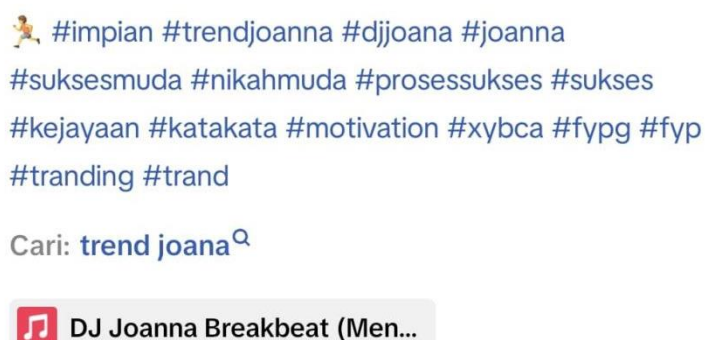 #impian #trendjoanna #djjoana #joanna
#suksesmuda #nikahmuda #prosessukses #sukses
#kejayaan #katakata #motivation #xybca #fypg #fyp
#tranding #trand
Cari: trend joana
DJ Joanna Breakbeat (Men...